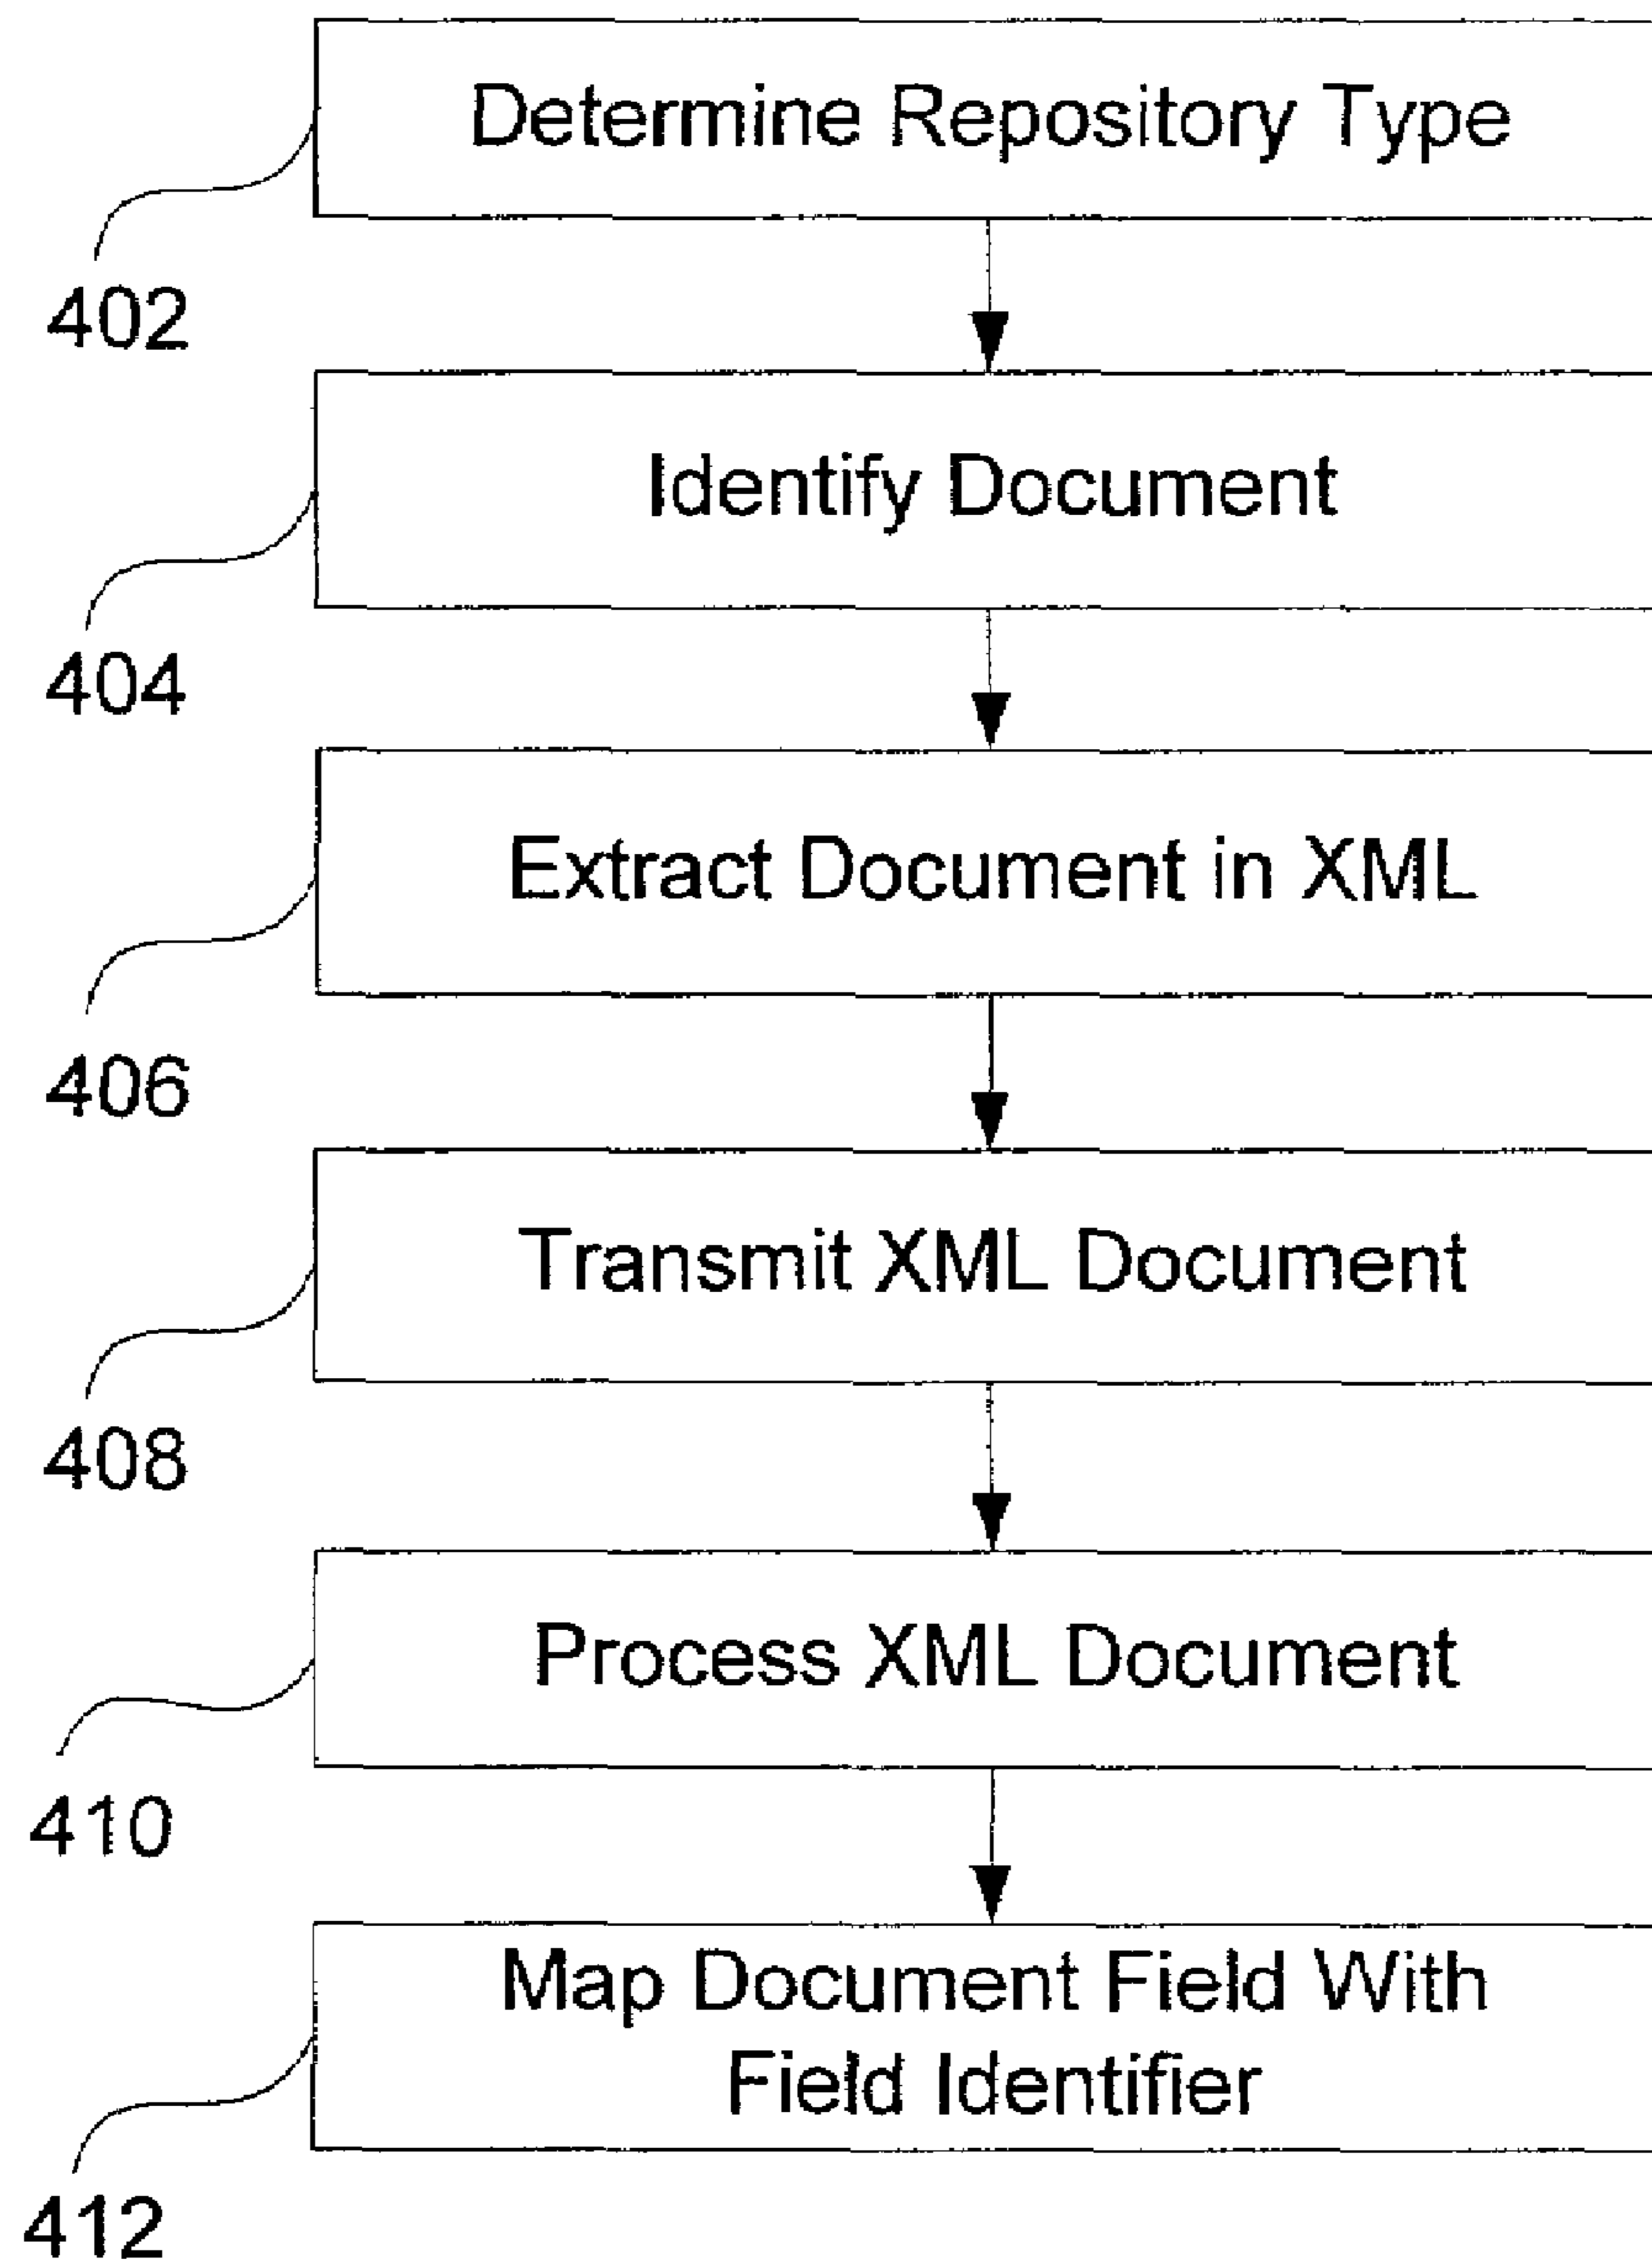 Determine Repository Type
402
Identify Document
404
Extract Document in XML
406
Transmit XML Document
408
Process XML Document
410
Map Document Field With
Field Identifier
412